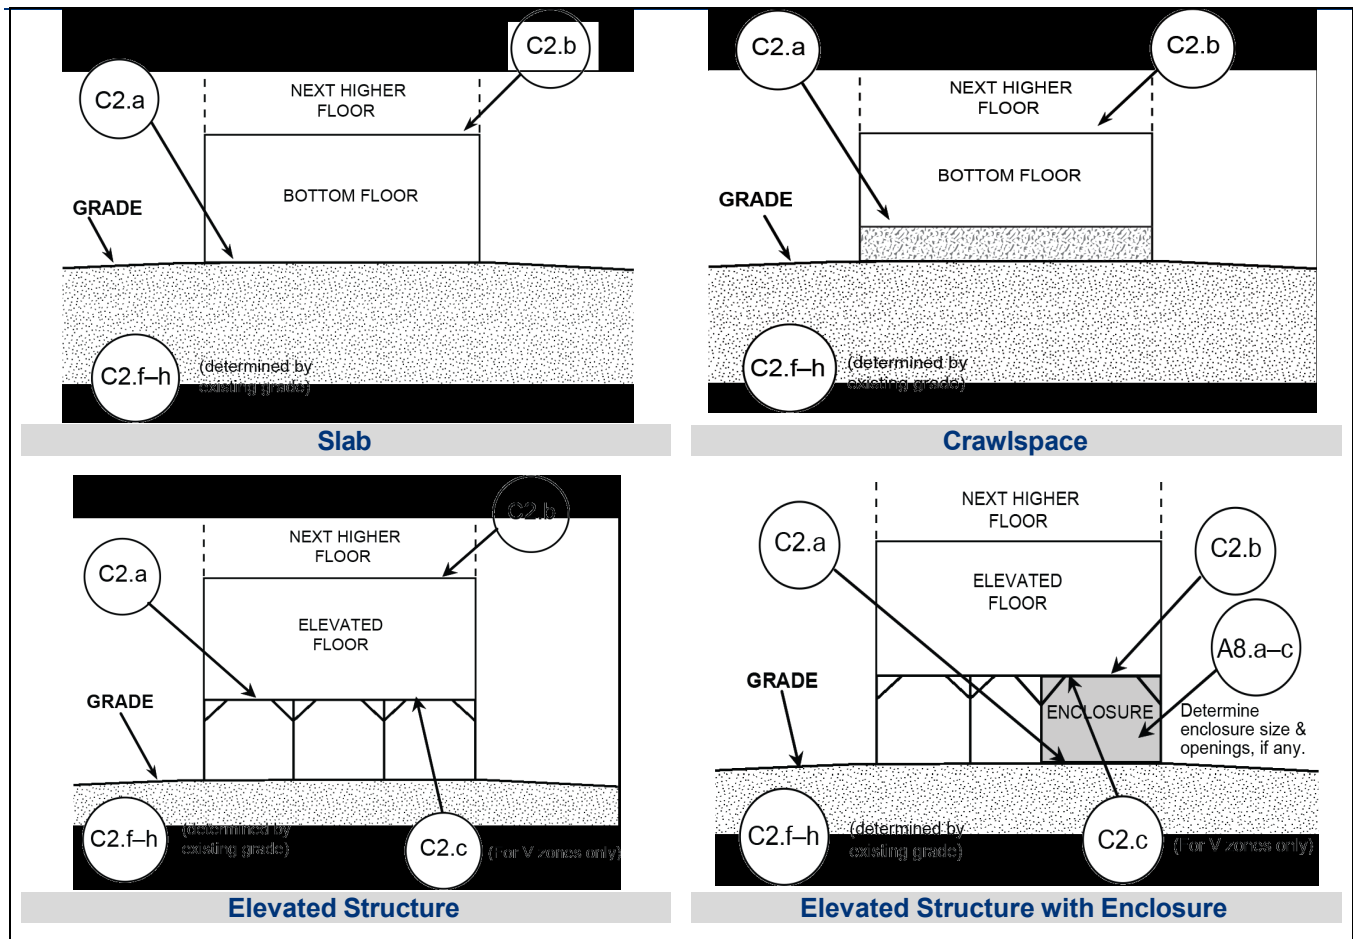 C2.b
C2.a
NEXT HIGHER
FLOOR
BOTTOM FLOOR
GRADE
C2.f–h
(determined by
existing grade)
Slab
C2.a
C2.b
NEXT HIGHER
FLOOR
BOTTOM FLOOR
GRADE
C2.f–h
(determined by
existing grade)
Crawlspace
C2.b
NEXT HIGHER
FLOOR
C2.a
ELEVATED
FLOOR
GRADE
C2.f–h
(determined by
existing grade)
C2.c
(For V zones only)
Elevated Structure
NEXT HIGHER
FLOOR
C2.a
C2.b
ELEVATED
FLOOR
A8.a–c
GRADE
ENCLOSURE
Determine
enclosure size &
openings, if any.
C2.f–h
(determined by
existing grade)
C2.c
(For V zones only)
Elevated Structure with Enclosure